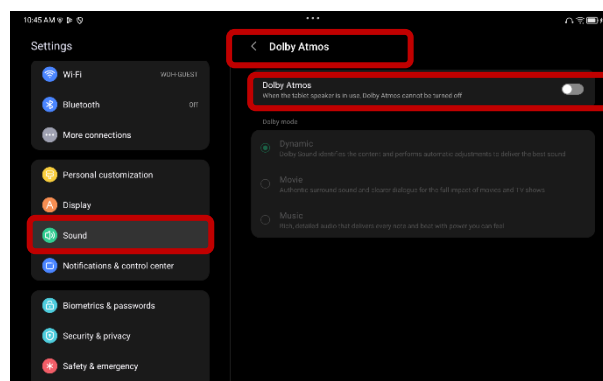 10:45 AM
Settings
Dolby Atmos
Wi-Fi
WDH-GUEST
Bluetooth
Off
More connections
Personal customization
Display
Sound
Notifications & control center
Biometrics & passwords
Security & privacy
Safety & emergency
Dolby Atmos
When the tablet speaker is in use, Dolby Atmos cannot be turned off
Dolby mode
Dynamic
Dolby Sound identifies the content and performs automatic adjustments to deliver the best sound
Movie
Authentic surround sound and clearer dialogue for the full impact of movies and TV shows
Music
Rich, detailed audio that delivers every note and beat with power you can feel